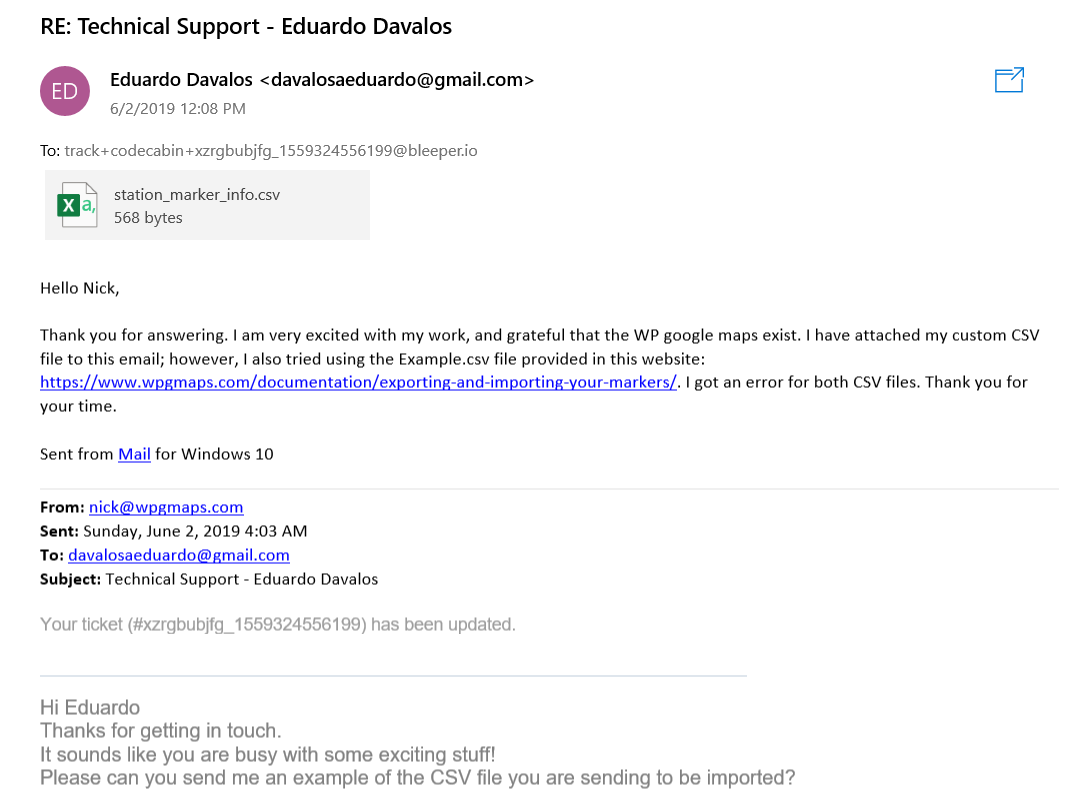 RE: Technical Support - Eduardo Davalos
ED
Eduardo Davalos <davalosaeduardo@gmail.com>
6/2/2019 12:08 PM
To: track+codecabin+xzrgbubjfg_1559324556199@bleeper.io
X a,
station_marker_info.csv
568 bytes
Hello Nick,
Thank you for answering. I am very excited with my work, and grateful that the WP google maps exist. I have attached my custom CSV
file to this email; however, I also tried using the Example.csv file provided in this website:
https://www.wpgmaps.com/documentation/exporting-and-importing-your-markers/. I got an error for both CSV files. Thank you for
your time.
Sent from Mail for Windows 10
From: nick@wpgmaps.com
Sent: Sunday, June 2, 2019 4:03 AM
To: davalosaeduardo@gmail.com
Subject: Technical Support - Eduardo Davalos
Your ticket (#xzrgbubjfg_1559324556199) has been updated.
Hi Eduardo
Thanks for getting in touch.
It sounds like you are busy with some exciting stuff!
Please can you send me an example of the CSV file you are sending to be imported?